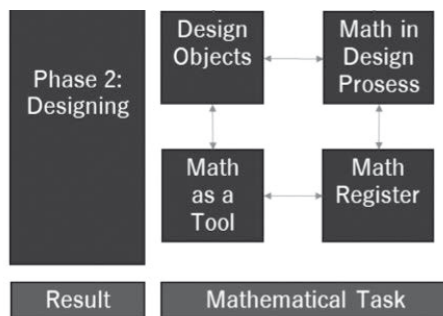 Phase 2:
Designing
Design
Objects
Math in
Design
Prosess
Math
as a
Tool
Math
Register
Result
Mathematical Task